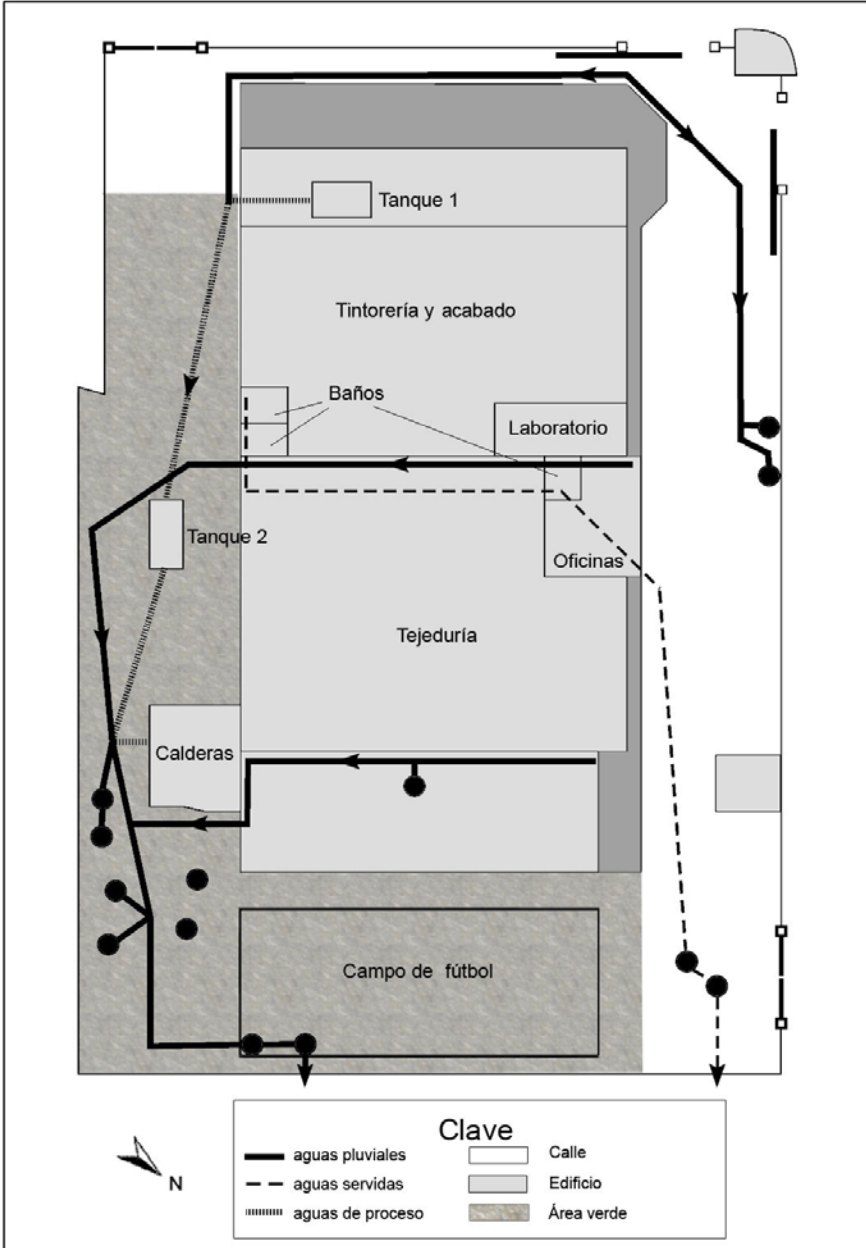 Tanque 1
Tintorería y acabado
Baños
Laboratorio
Tanque 2
Oficinas
Tejeduría
Calderas
Campo de fútbol
Clave
aguas pluviales
Calle
aguas servidas
Edificio
aguas de proceso
Área verde
N